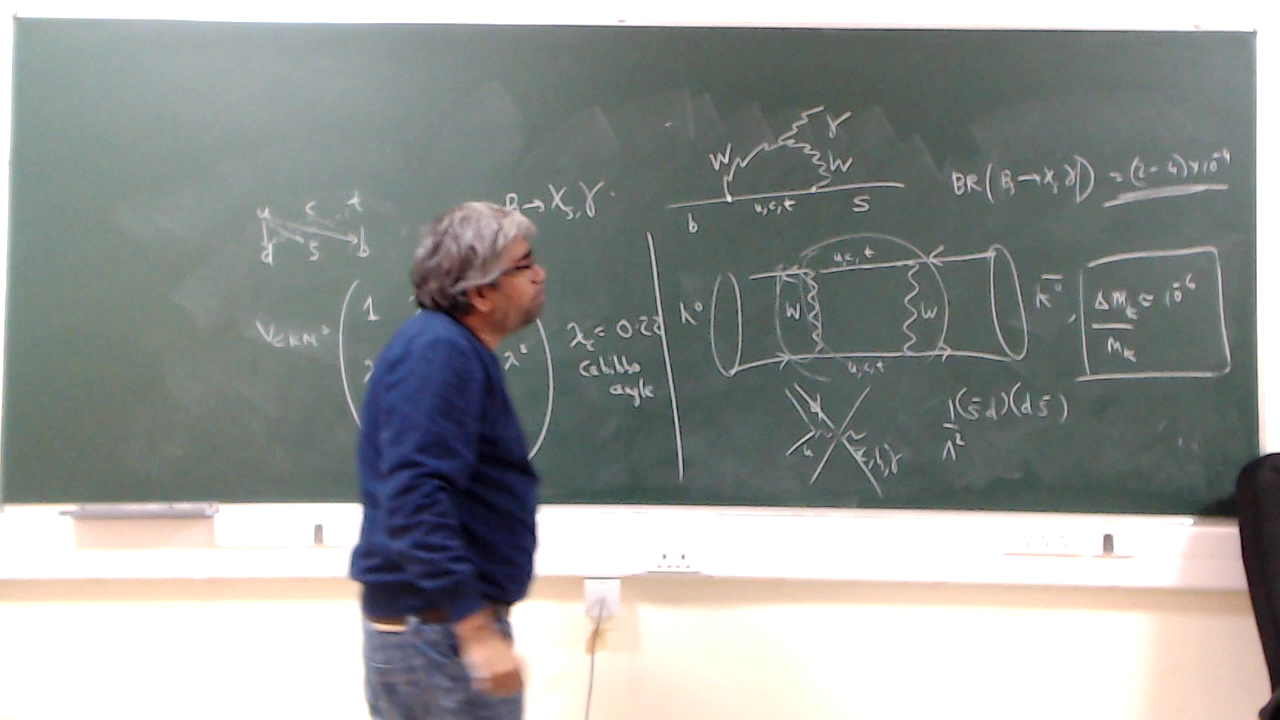 u c t
d s b
B → X_s, γ
V_CKM =
1
λ²
λ_c = 0.22
Cabibbo
angle
γ
W W
b u,c,t s
BR(B → X_s γ) = (2-4) × 10^-4
K⁰ W u,c,t W K̄⁰,
u,c,t
ΔM_K = 10^-6
M_K
1/Λ² (s̄d)(ds̄)
u
Z,h,γ